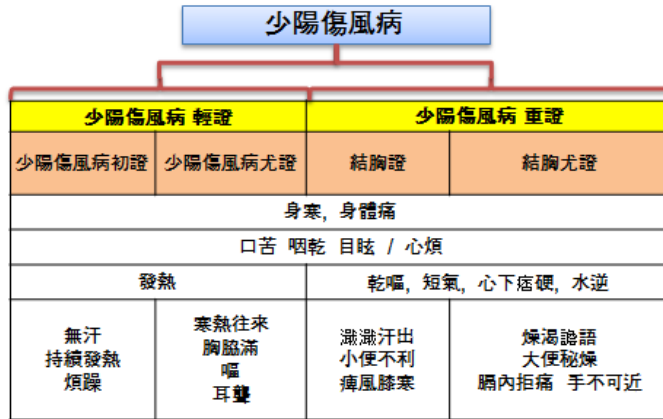 少陽傷風病
少陽傷風病 輕證
少陽傷風病 重證
少陽傷風病初證
少陽傷風病尤證
結胸證
結胸尤證
身寒, 身體痛
口苦 咽乾 目眩 / 心煩
發熱
乾嘔, 短氣, 心下痞硬, 水逆
無汗
持續發熱
煩躁
寒熱往來
胸脇滿
嘔
耳聾
濈濈汗出
小便不利
痺風膝寒
燥渴譫語
大便秘燥
膈內拒痛 手不可近